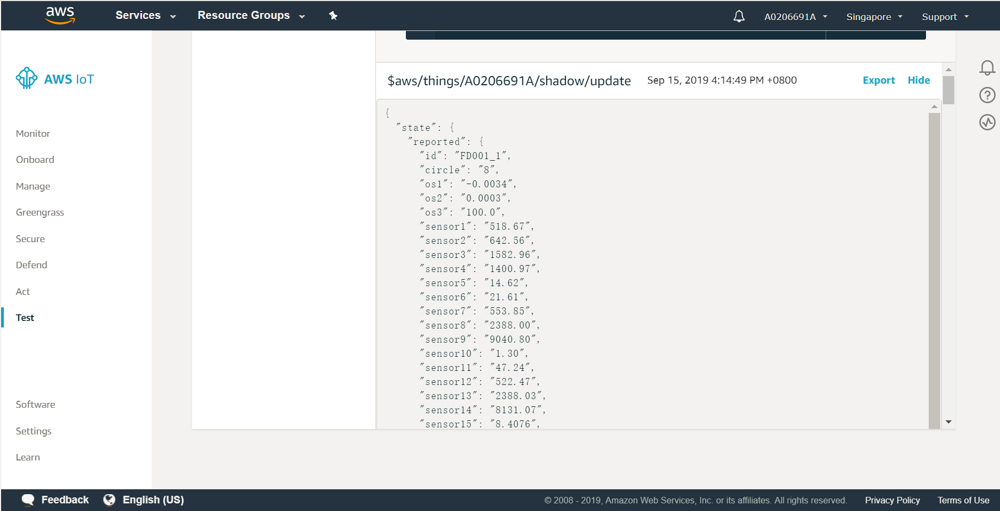 aws Services Resource Groups A0206691A Singapore Support
AWS IoT
Monitor
Onboard
Manage
Greengrass
Secure
Defend
Act
Test
Software
Settings
Learn
$aws/things/A0206691A/shadow/update Sep 15, 2019 4:14:49 PM +0800 Export Hide
{
"state": {
"reported": {
"id": "FD001_1",
"circle": "8",
"os1": "-0.0034",
"os2": "0.0003",
"os3": "100.0",
"sensor1": "518.67",
"sensor2": "642.56",
"sensor3": "1582.96",
"sensor4": "1400.97",
"sensor5": "14.62",
"sensor6": "21.61",
"sensor7": "553.85",
"sensor8": "2388.00",
"sensor9": "9040.80",
"sensor10": "1.30",
"sensor11": "47.24",
"sensor12": "522.47",
"sensor13": "2388.03",
"sensor14": "8131.07",
"sensor15": "8.4076",
Feedback English (US) © 2008 - 2019, Amazon Web Services, Inc. or its affiliates. All rights reserved. Privacy Policy Terms of Use